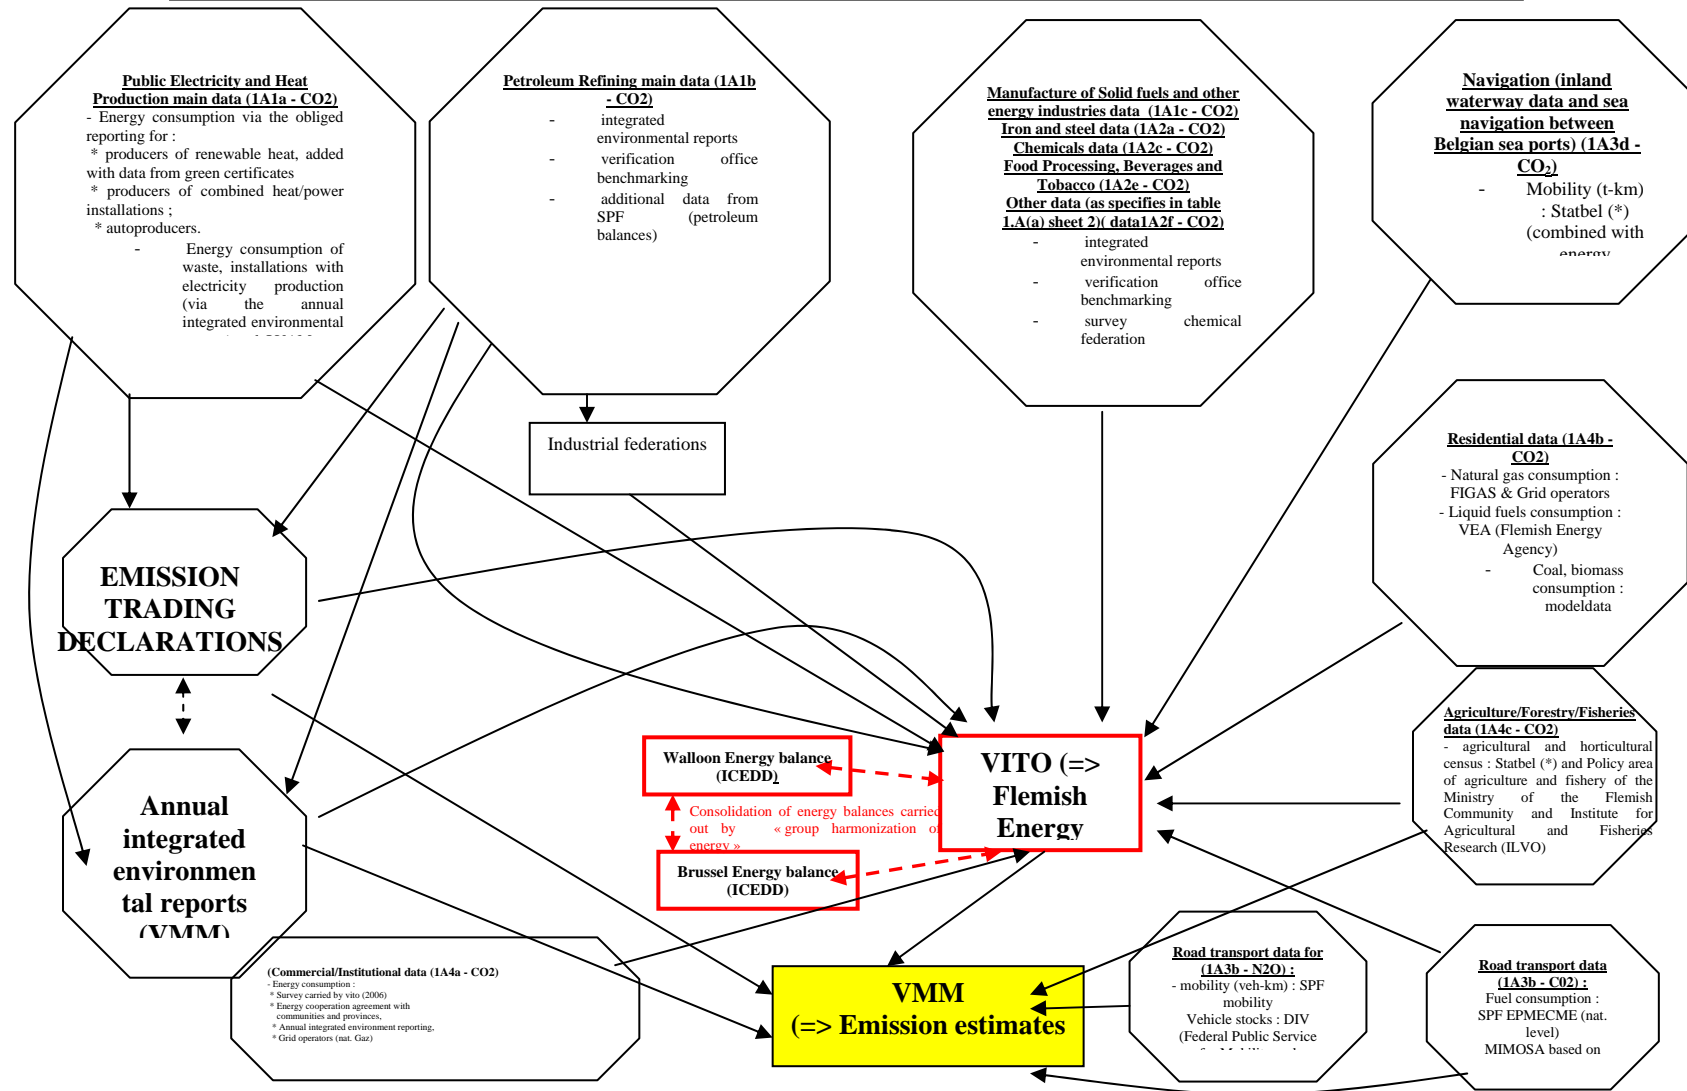 Public Electricity and Heat
Production main data (1A1a - CO2)
- Energy consumption via the obliged
reporting for :
* producers of renewable heat, added
with data from green certificates
* producers of combined heat/power
installations ;
* autoproducers.
- Energy consumption of
waste, installations with
electricity production
(via the annual
integrated environmental
Petroleum Refining main data (1A1b
- CO2)
- integrated
environmental reports
- verification office
benchmarking
- additional data from
SPF (petroleum
balances)
Manufacture of Solid fuels and other
energy industries data (1A1c - CO2)
Iron and steel data (1A2a - CO2)
Chemicals data (1A2c - CO2)
Food Processing, Beverages and
Tobacco (1A2e - CO2)
Other data (as specifies in table
1.A(a) sheet 2)( data1A2f - CO2)
- integrated
environmental reports
- verification office
benchmarking
- survey chemical
federation
Navigation (inland
waterway data and sea
navigation between
Belgian sea ports) (1A3d -
CO2)
- Mobility (t-km)
: Statbel (*)
(combined with
energy
Industrial federations
Residential data (1A4b -
CO2)
- Natural gas consumption :
FIGAS & Grid operators
- Liquid fuels consumption :
VEA (Flemish Energy
Agency)
- Coal, biomass
consumption :
modeldata
EMISSION
TRADING
DECLARATIONS
Agriculture/Forestry/Fisheries
data (1A4c - CO2)
- agricultural and horticultural
census : Statbel (*) and Policy area
of agriculture and fishery of the
Ministry of the Flemish
Community and Institute for
Agricultural and Fisheries
Research (ILVO)
Walloon Energy balance
(ICEDD)
Consolidation of energy balances carried
out by « group harmonization of
energy »
Brussel Energy balance
(ICEDD)
VITO (=>
Flemish
Energy
Annual
integrated
environmen
tal reports
(VMM)
(Commercial/Institutional data (1A4a - CO2)
- Energy consumption :
* Survey carried by vito (2006)
* Energy cooperation agreement with
communities and provinces,
* Annual integrated environment reporting,
* Grid operators (nat. Gaz)
VMM
(=> Emission estimates
Road transport data for
(1A3b - N2O) :
- mobility (veh-km) : SPF
mobility
Vehicle stocks : DIV
(Federal Public Service
Road transport data
(1A3b - C02) :
Fuel consumption :
SPF EPMECME (nat.
level)
MIMOSA based on